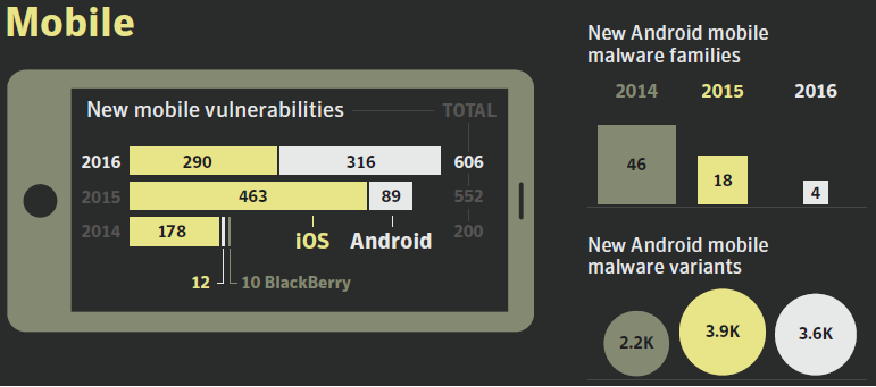 Mobile
New mobile vulnerabilities TOTAL
2016 290 316 606
2015 463 89 552
2014 178 200
iOS Android
12 10 BlackBerry
New Android mobile
malware families
2014 2015 2016
46 18 4
New Android mobile
malware variants
2.2K 3.9K 3.6K